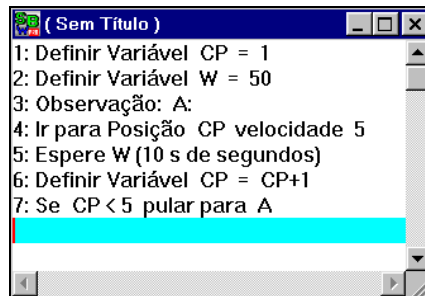 ( Sem Título )
1: Definir Variável CP = 1
2: Definir Variável W = 50
3: Observação: A:
4: Ir para Posição CP velocidade 5
5: Espere W (10 s de segundos)
6: Definir Variável CP = CP+1
7: Se CP < 5 pular para A